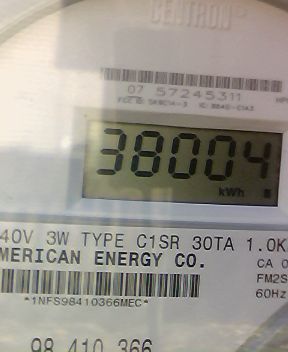 CENTRON®
07 57245311
38004
kWh
40V 3W TYPE C1SR 30TA 1.0K
MERICAN ENERGY CO.
CA 0
FM2S
60Hz
*1NFS98410366MEC*
98 410 366